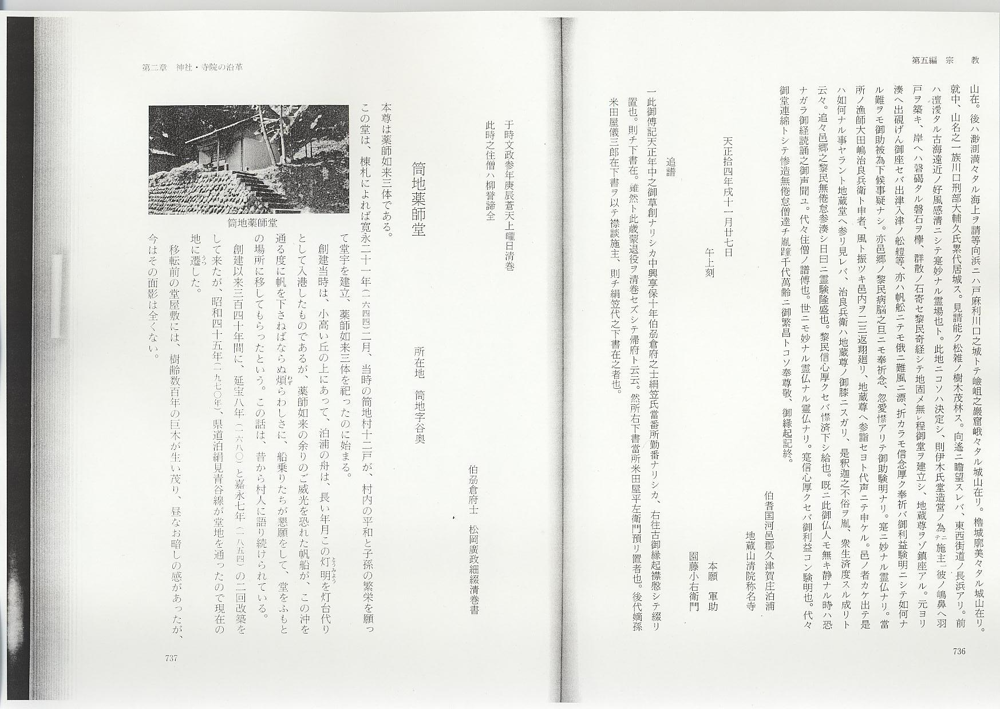 第五編 宗 教
山在。後ハ渺測満々タル海上ヲ請等向浜ニハ戸麻利川口之城トテ嶮岨之巖窟峨々タル城山在リ。櫓城廓美々タル城山在リ。
就中、山名之一族川口刑部大輔久氏累代居城ス。見請能ク松雑ノ樹木茂林ス。向遙ニ瞻望スレバ、東西街道ノ長浜アリ。前
ハ澶漫タル古海遠近ノ好風感清ニシテ寔妙ナル霊場也ト。此地ニコソハ決定シ、則伊木氏堂造営ノ為ニテ施主、彼ノ嶋鼻ヘ羽
戸ヲ築キ、岸ヘハ磐碣タル磐石ヲ欅、群散ノ石寄セ黎民奇経シテ地固メ無レ程御堂ヲ建立シ、地蔵尊ヲゾ鎮座アル。元ヨリ
湊ヘ出硯げん御座セバ出津入津ノ舩艠等、亦ハ帆舩ニテモ俄ニ難風ニ漂、折カラモ信念厚ク奉祈バ御利益験明ニシテ如何ナ
ル難ヲモ御助被為下候事疑ナシ。亦邑郷ノ黎民病脳之旦ニモ奉祈念、忽愛憐アリテ御助験明ナリ。寔ニ妙ナル霊仏ナリ。當
所ノ漁師大田嶋治良兵衛ト申者、風ト振ツキ邑内ヲ一三返翔廻リ、地蔵尊ヘ参詣セヨト代声ニテ申ケル。邑ノ者カケ出テ是
ハ如何ナル事ヤラント地蔵堂ヘ参リ見レバ、治良兵衛ハ地蔵尊ノ御膝ニスガリ、是釈迦之不俗ヲ胤、衆生済度スル成リト
云々。追々邑郷之黎民無倦怠参湊シ日日ニ霊験隆盛也。黎民信心厚クセバ憐済下シ給也。既ニ此御仏人モ無キ静ナル時ハ恐
ナガラ御経読誦之御声聞ユ。代々住僧ノ譜傳也。世ニモ妙ナル霊仏ナル霊仏ナリ。寔信心厚クセバ御利益コン験明也。代々
御堂連綿トシテ惨造無倦怠僧達チ胤蹱千代萬齢ニ御繁昌トコソ奉尊敬、御縁起記終。
伯耆国河邑郡久津賀庄泊浦
地蔵山清院称名寺
天正拾四年戌十一月廿七日
午上刻
本願 軍助
園藤小右衛門
追譜
一此御傳記天正年中之御草創ナリシカ中興享保十年伯刕倉府之士絹笠氏當番所勤番ナリシカ、右往古御縁起襟慇シテ綴リ
置也。則チ下書在。雖然ト此歳蒙退役ヲ清巻セズシテ帰府ト云云。然所右下書當所米田屋平左衛門預リ置者也。後代嫡孫
米田屋儀三郎在下書ヲ以テ襟談施主、則チ絹笠代之下書在之者也。
736
第二章 神社・寺院の沿革
于時文政参年庚辰蒼天上曨日清巻
此時之住僧ハ柳誉諦全
伯刕倉府士 松岡廣政細綴清巻書
筒地薬師堂
所在地 筒地字谷奥
本尊は薬師如来三体である。
この堂は、棟札によれば寛永二十一年(一六四四)二月、当時の筒地村十二戸が、村内の平和と子孫の繁栄を願っ
て堂宇を建立、薬師如来三体を祀ったのに始まる。
創建当時は、小高い丘の上にあって、泊浦の舟は、長い年月この灯明とうみょうを灯台代り
として入港したものであるが、薬師如来の余りのご威光を恐れた帆船が、この沖を
通る度に帆を下さねばならぬ煩わずらわしさに、船乗りたちが懇願をして、堂をふもと
の場所に移してもらったという。この話は、昔から村人に語り続けられている。
創建以来三百四十年間に、延宝八年(一六八〇)と嘉永七年(一八五四)の二回改築を
して来たが、昭和四十五年(一九七〇年)、県道泊絹見青谷線が堂地を通ったので現在の
地に遷うつした。
移転前の堂屋敷には、樹齢数百年の巨木が生い茂り、昼なお暗しの感があったが、
今はその面影は全くない。
筒地薬師堂
737